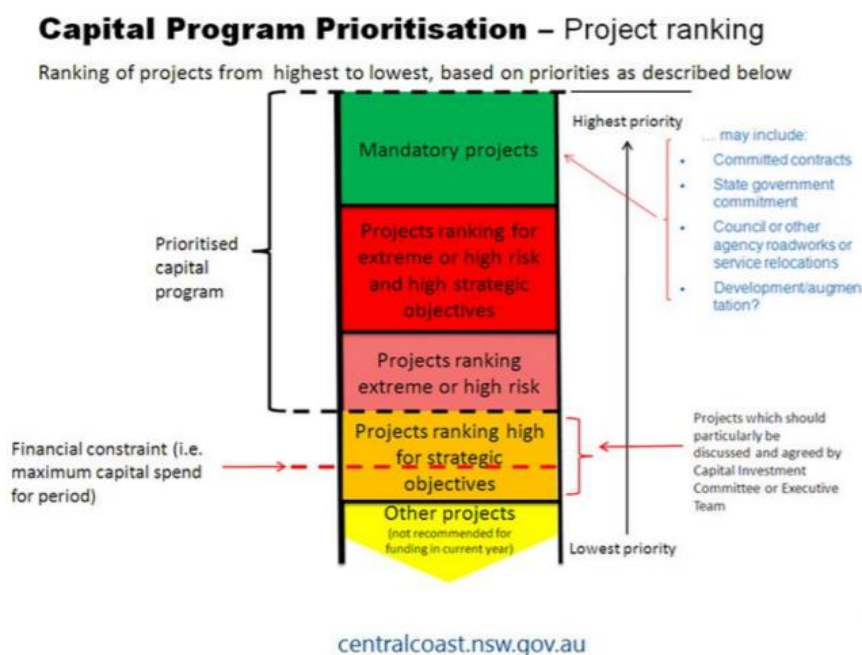 Capital Program Prioritisation – Project ranking
Ranking of projects from highest to lowest, based on priorities as described below
Highest priority
Mandatory projects
... may include:
• Committed contracts
• State government
commitment
• Council or other
agency roadworks or
service relocations
• Development/augmen
tation?
Prioritised
capital
program
Projects ranking for
extreme or high risk
and high strategic
objectives
Projects ranking
extreme or high risk
Projects ranking high
for strategic
objectives
Projects which should
particularly be
discussed and agreed by
Capital Investment
Committee or Executive
Team
Financial constraint (i.e.
maximum capital spend
for period)
Other projects
(not recommended for
funding in current year)
Lowest priority
centralcoast.nsw.gov.au